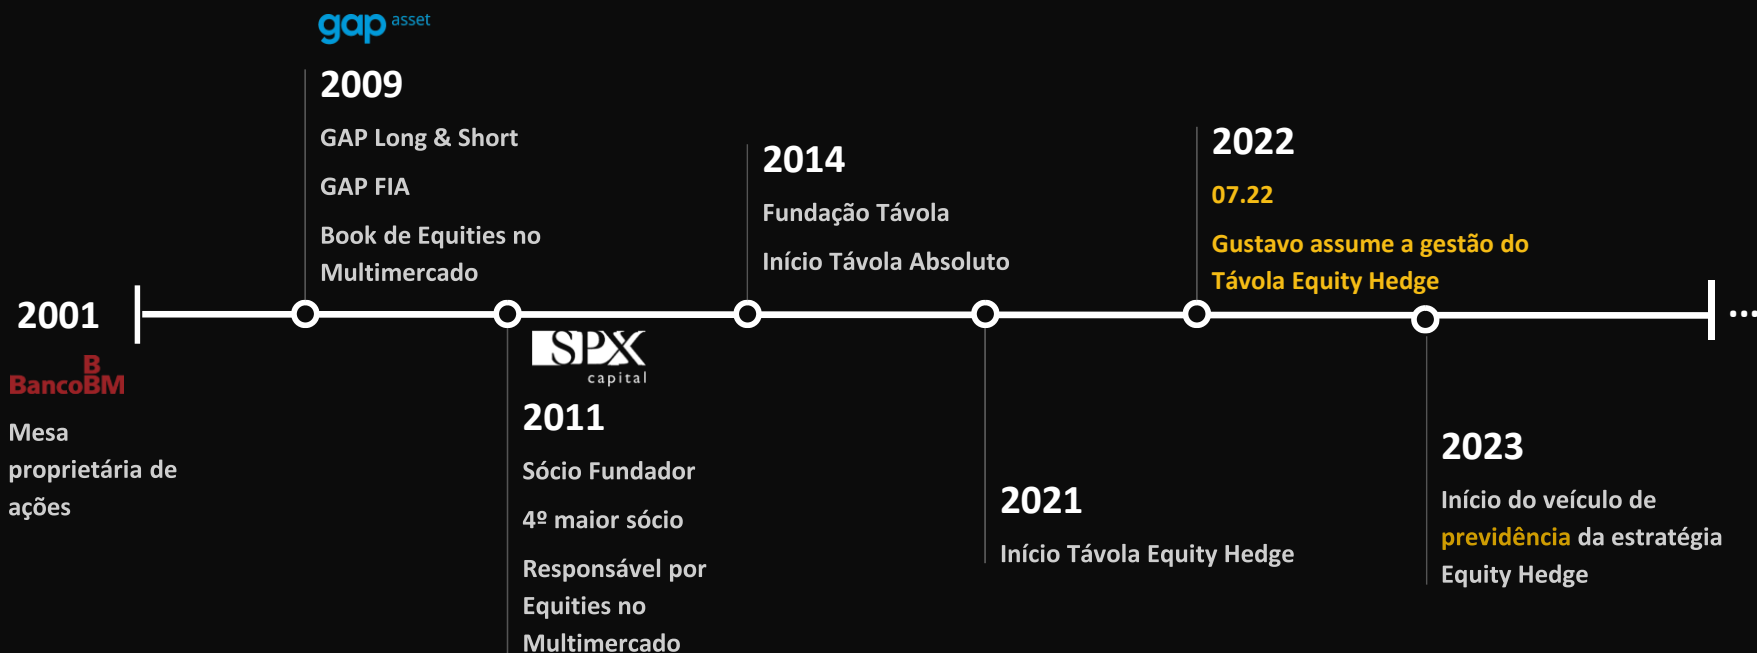 2001
B
BancoBBM
Mesa
proprietária de
ações
gap asset
2009
GAP Long & Short
GAP FIA
Book de Equities no
Multimercado
SPX
capital
2011
Sócio Fundador
4º maior sócio
Responsável por
Equities no
Multimercado
2014
Fundação Távola
Início Távola Absoluto
2021
Início Távola Equity Hedge
2022
07.22
Gustavo assume a gestão do
Távola Equity Hedge
2023
Início do veículo de
previdência da estratégia
Equity Hedge
...